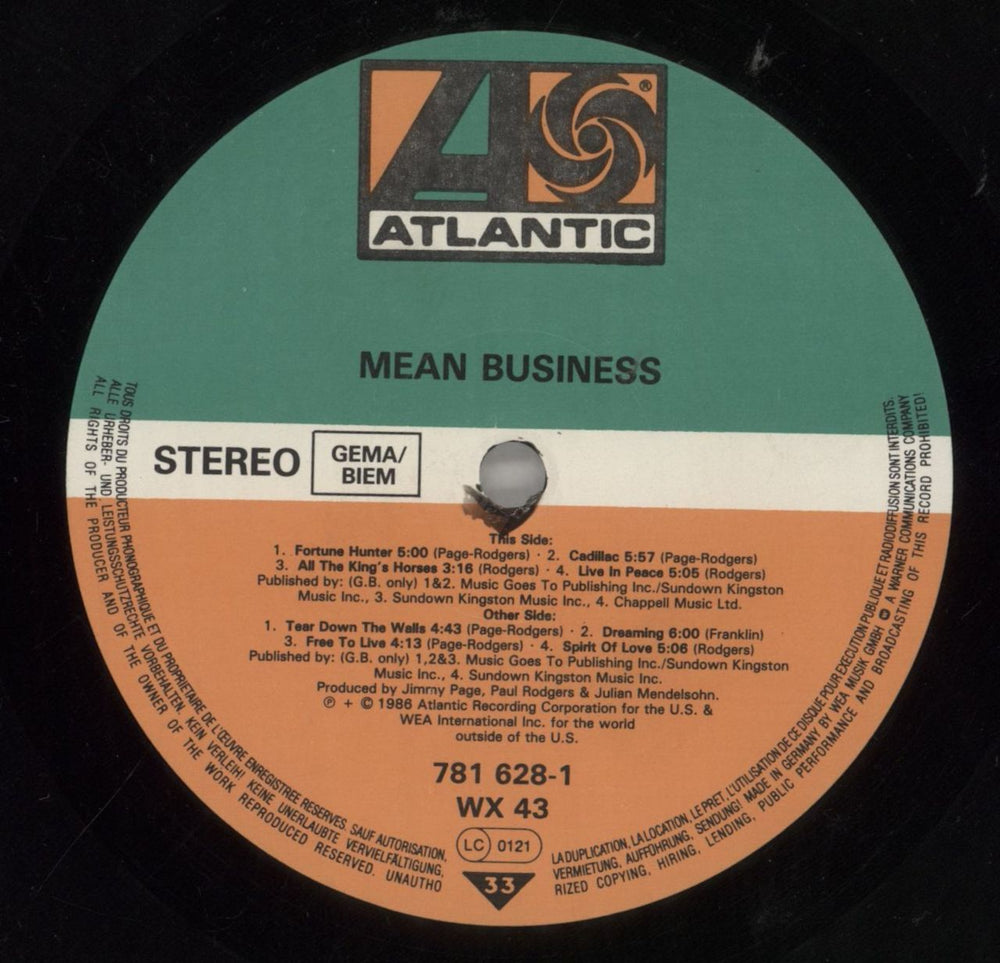 ®
ATLANTIC
MEAN BUSINESS
STEREO
GEMA/
BIEM
This Side:
1. Fortune Hunter 5:00 (Page-Rodgers) · 2. Cadillac 5:57 (Page-Rodgers)
3. All The King's Horses 3:16 (Rodgers) · 4. Live In Peace 5:05 (Rodgers)
Published by: (G.B. only) 1&2. Music Goes To Publishing Inc./Sundown Kingston
Music Inc., 3. Sundown Kingston Music Inc., 4. Chappell Music Ltd.
Other Side:
1. Tear Down The Walls 4:43 (Page-Rodgers) · 2. Dreaming 6:00 (Franklin)
3. Free To Live 4:13 (Page-Rodgers) · 4. Spirit Of Love 5:06 (Rodgers)
Published by: (G.B. only) 1,2&3. Music Goes To Publishing Inc./Sundown Kingston
Music Inc., 4. Sundown Kingston Music Inc.
Produced by Jimmy Page, Paul Rodgers & Julian Mendelsohn.
℗ + © 1986 Atlantic Recording Corporation for the U.S. &
WEA International Inc. for the world
outside of the U.S.
781 628-1
WX 43
LC 0121
33
TOUS DROITS DU PRODUCTEUR PHONOGRAPHIQUE ET DU PROPRIETAIRE DE L'ŒUVRE ENREGISTREE RESERVES. SAUF AUTORISATION,
LA DUPLICATION, LA LOCATION, LE PRET, L'UTILISATION DE CE DISQUE POUR EXECUTION PUBLIQUE ET RADIODIFFUSION SONT INTERDITS.
ALLE URHEBER- UND LEISTUNGSSCHUTZRECHTE VORBEHALTEN. KEIN VERLEIH! KEINE UNERLAUBTE VERVIELFÄLTIGUNG,
VERMIETUNG, AUFFÜHRUNG, SENDUNG! MADE IN GERMANY BY WEA MUSIK GMBH A WARNER COMMUNICATIONS COMPANY
ALL RIGHTS OF THE PRODUCER AND OF THE OWNER OF THE WORK REPRODUCED RESERVED. UNAUTHO
RIZED COPYING, HIRING, LENDING, PUBLIC PERFORMANCE AND BROADCASTING OF THIS RECORD PROHIBITED!